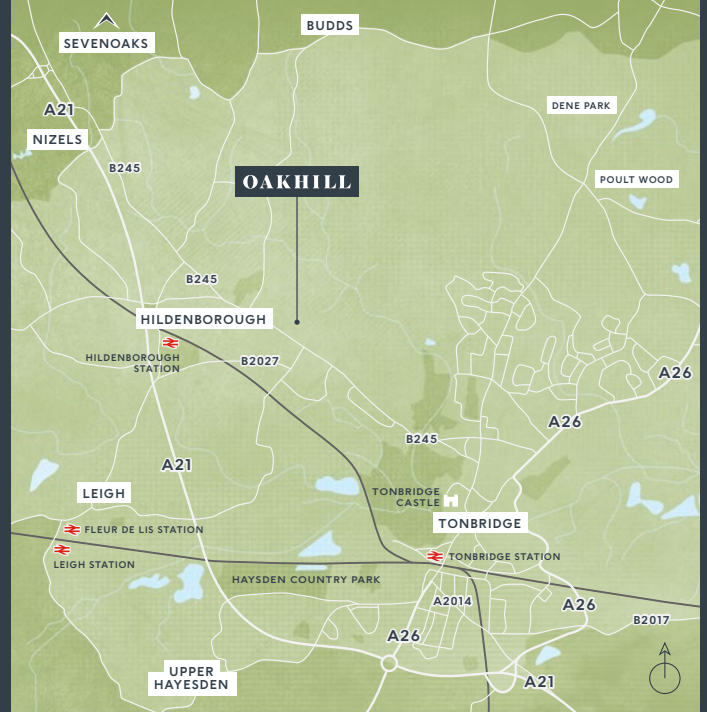 SEVENOAKS
BUDDS
A21
DENE PARK
NIZELS
B245
OAKHILL
POULT WOOD
B245
HILDENBOROUGH
HILDENBOROUGH
STATION
B2027
A26
A26
B245
A21
LEIGH
TONBRIDGE
CASTLE
TONBRIDGE
FLEUR DE LIS STATION
LEIGH STATION
TONBRIDGE STATION
HAYSDEN COUNTRY PARK
A2014
A26
B2017
A26
UPPER
HAYESDEN
A21